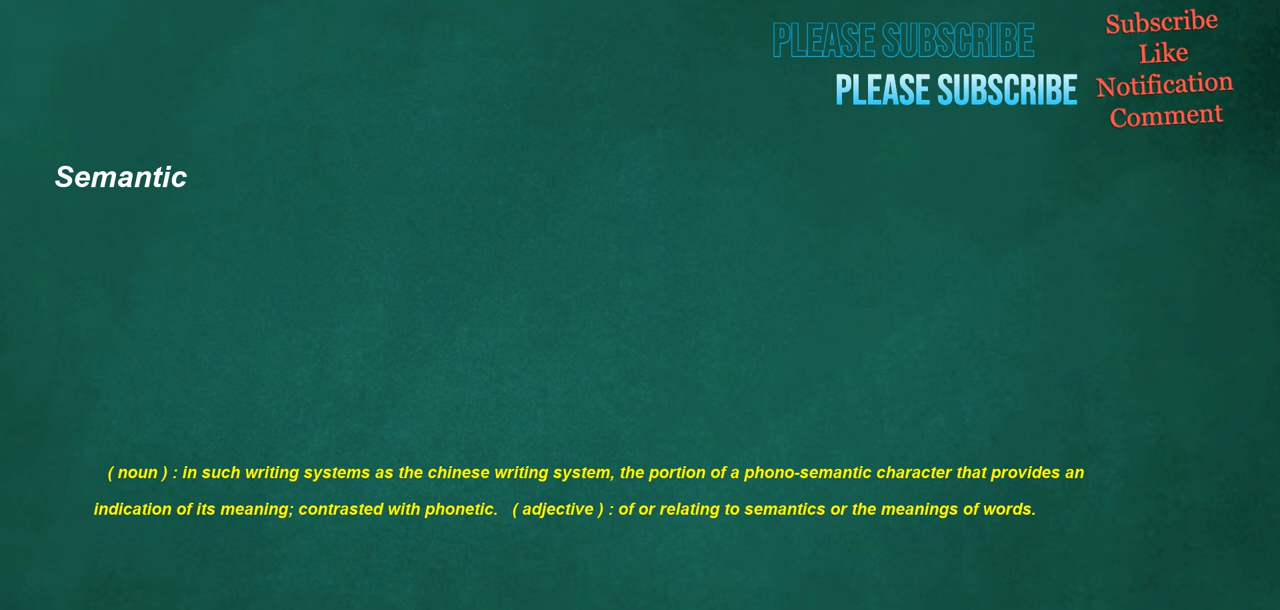 PLEASE SUBSCRIBE
PLEASE SUBSCRIBE
Subscribe
Like
Notification
Comment
Semantic
( noun ) : in such writing systems as the chinese writing system, the portion of a phono-semantic character that provides an
indication of its meaning; contrasted with phonetic. ( adjective ) : of or relating to semantics or the meanings of words.